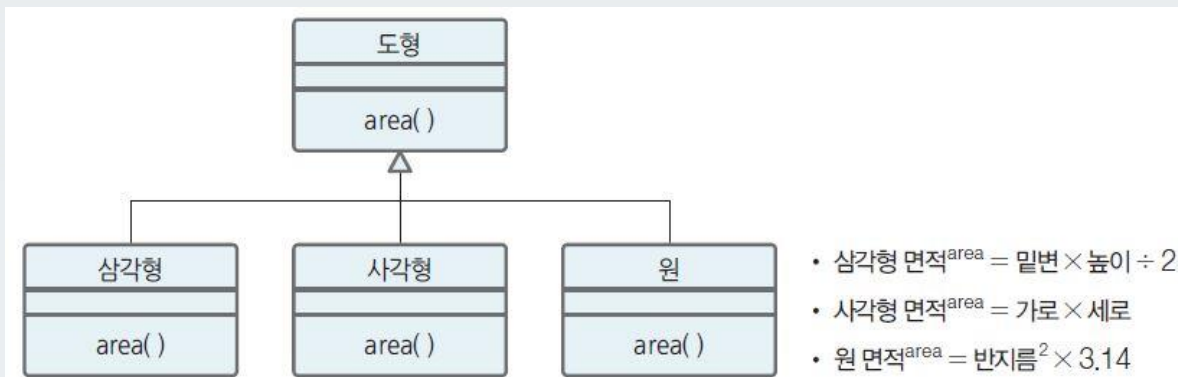 도형
area( )
삼각형
area( )
사각형
area( )
원
area( )
• 삼각형 면적area = 밑변 × 높이 ÷ 2
• 사각형 면적area = 가로 × 세로
• 원 면적area = 반지름² × 3.14